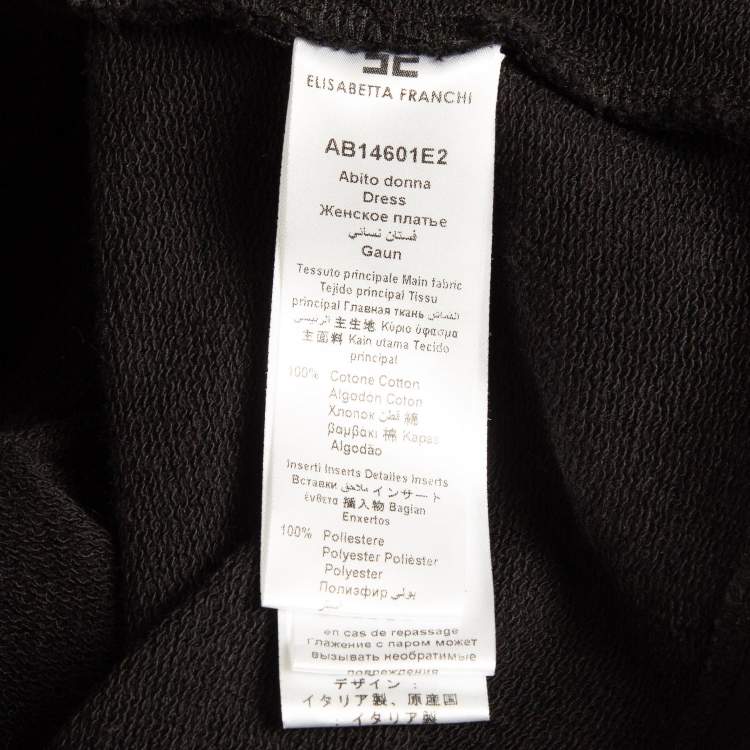 ELISABETTA FRANCHI
AB14601E2
Abito donna
Dress
Женское платье
فستان نسائي
Gaun
Tessuto principale Main fabric
Tejido principal Tissu
principal Главная ткань القماش
الرئيسي 主生地 Κύριο ύφασμα
主面料 Kain utama Tecido
principal
100% Cotone Cotton
Algodón Coton
Хлопок قطن 綿
βαμβακι 棉 Kapas
Algodão
Inserti Inserts Detalles Inserts
Вставки ملاحق インサート
ένθετα 插入物 Bagian
Enxertos
100% Poliestere
Polyester Poliéster
Polyester
Полиэфир بولي
استر
en cas de repassage
Глажение с паром может
вызывать необратимые
повреждения
デザイン :
イタリア製、原産国
: イタリア製